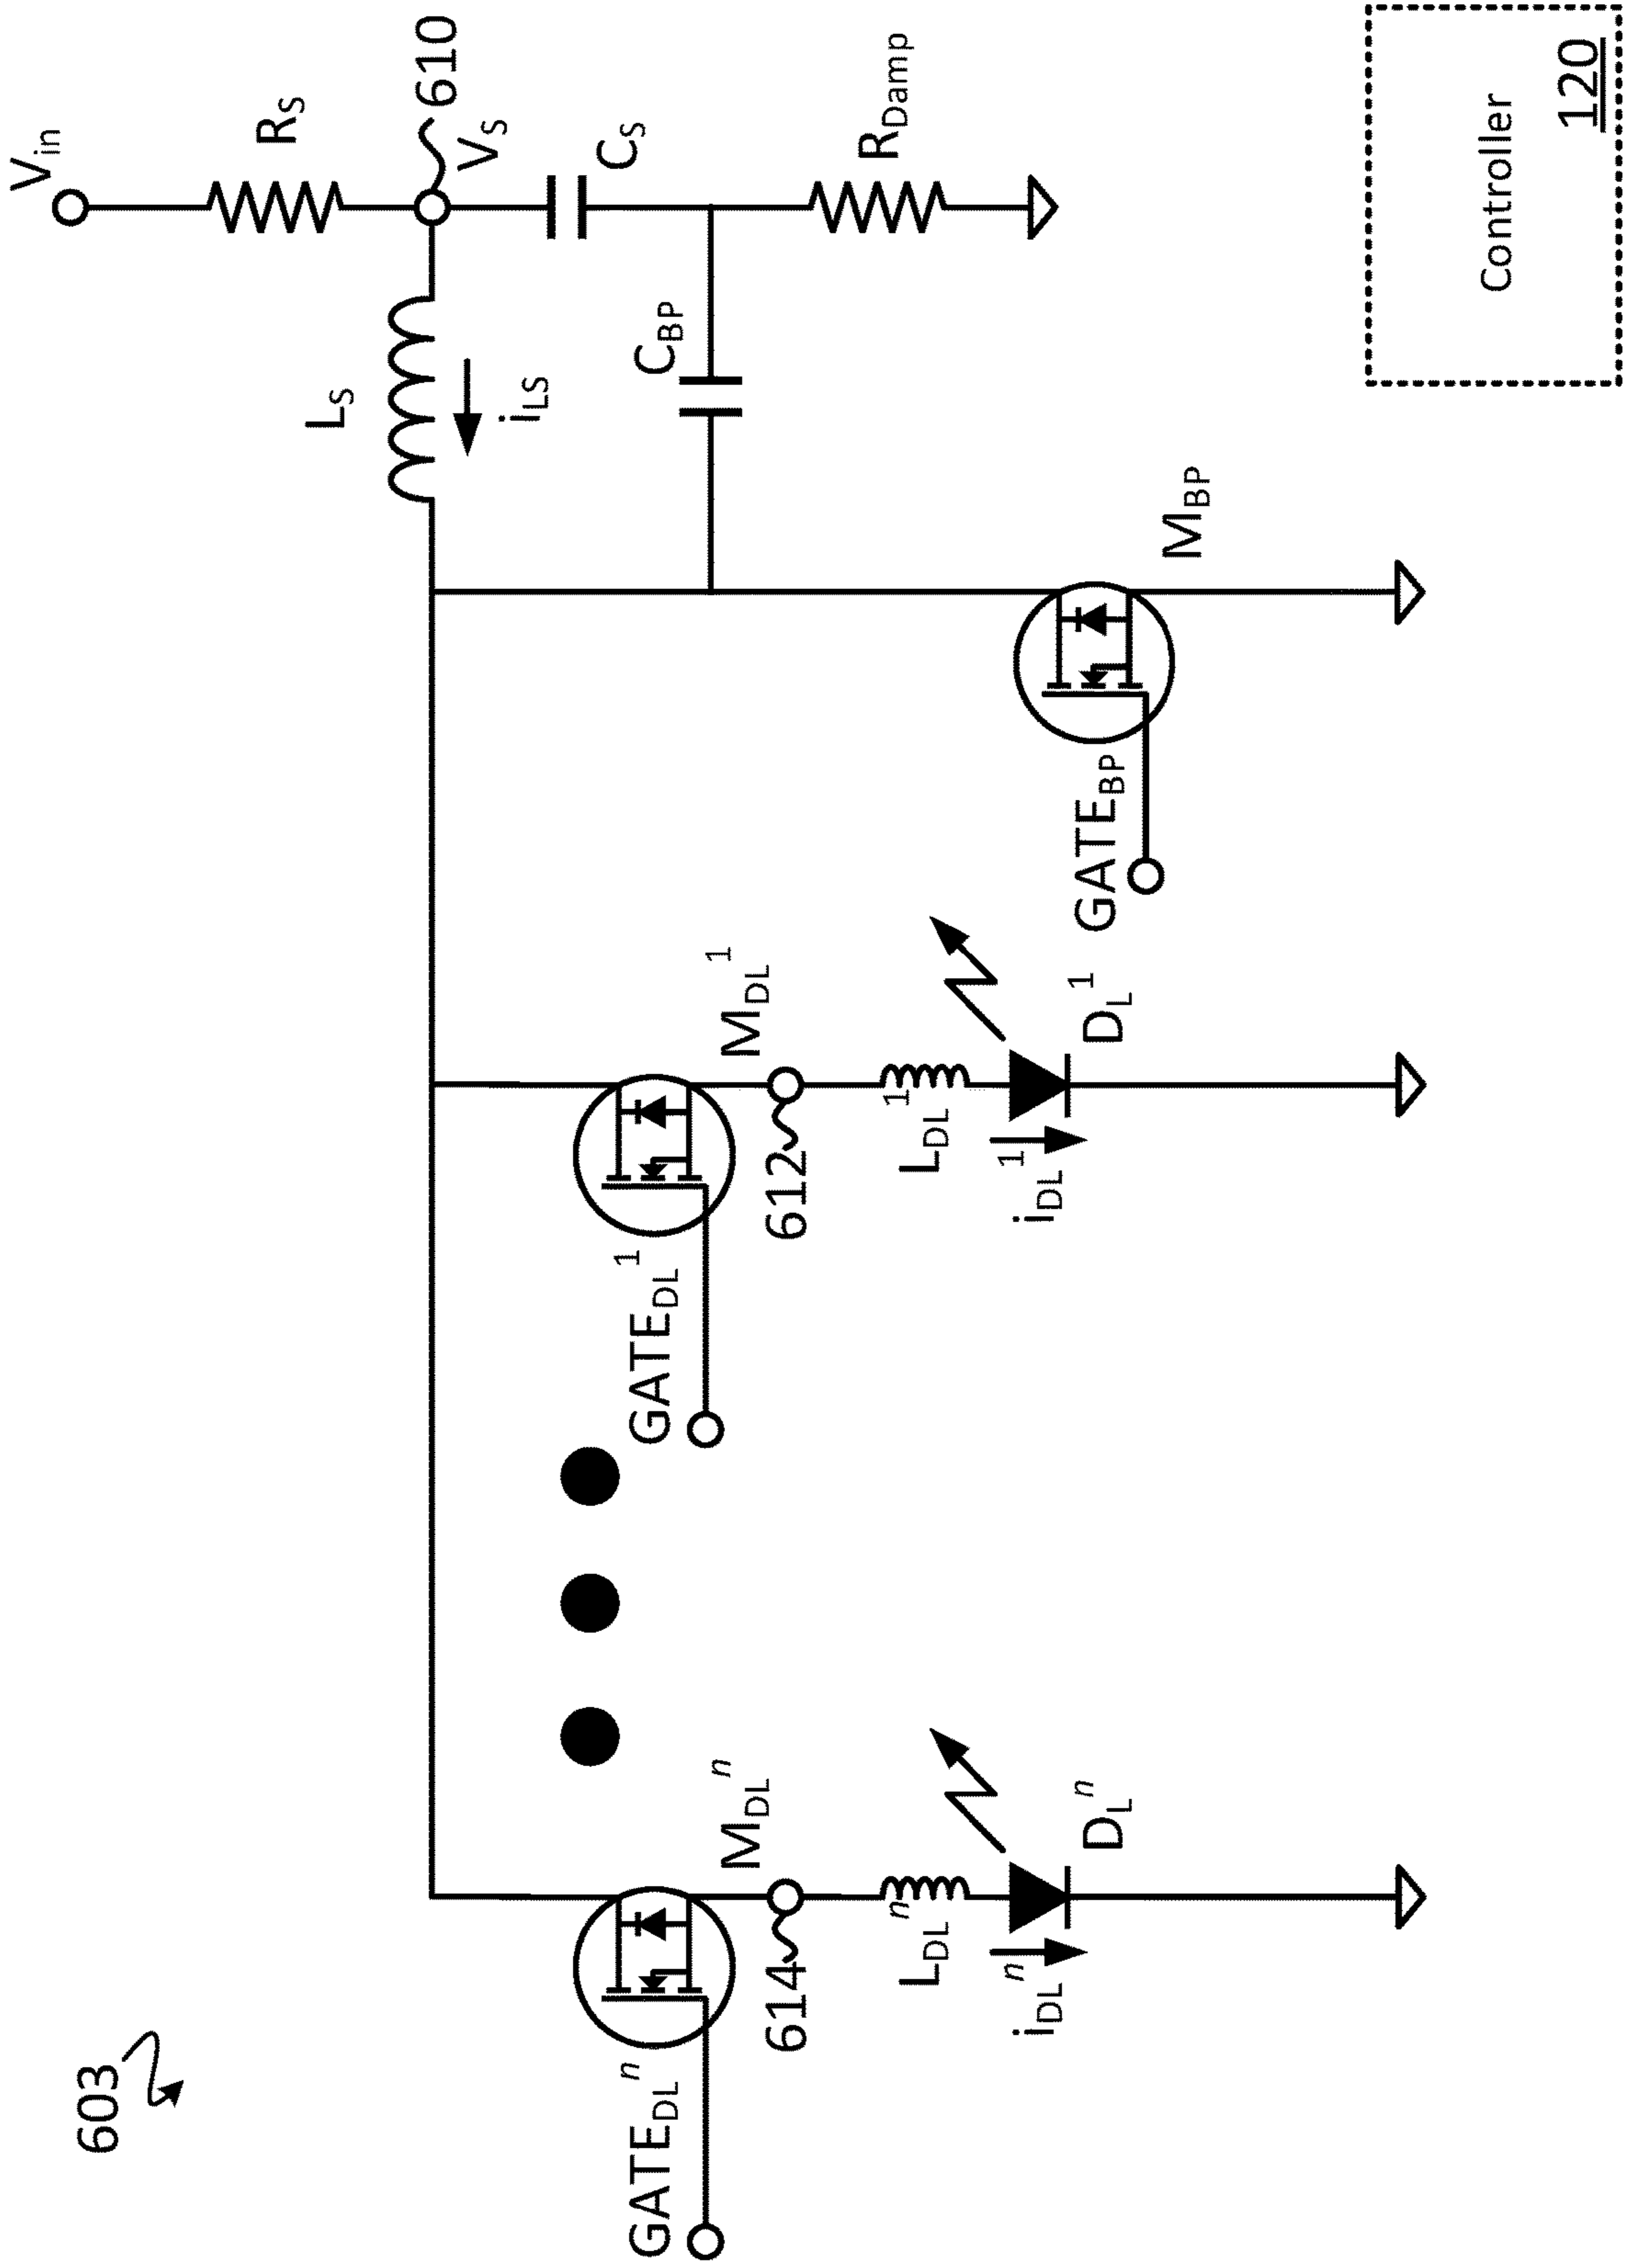 603
V_in
R_S
610
V_S
L_S
i_LS
C_S
C_BP
R_Damp
GATE_DL^n
M_DL^n
614
L_DL^n
i_DL^n
D_L^n
GATE_DL^1
M_DL^1
612
L_DL^1
i_DL^1
D_L^1
GATE_BP
M_BP
Controller
120